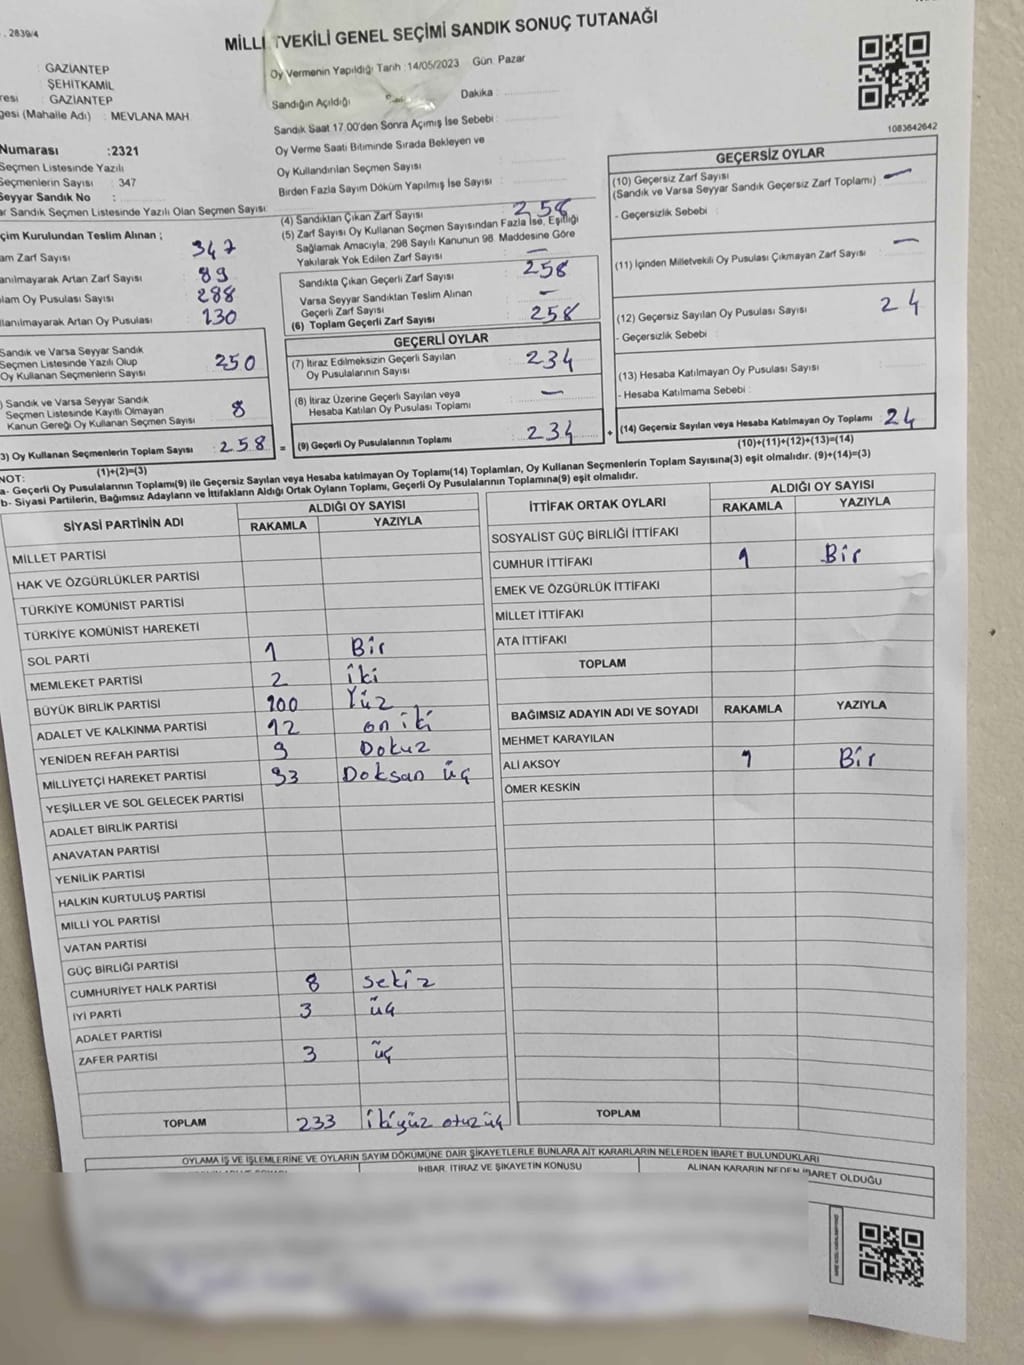 . 2839/4
MİLL TVEKİLİ GENEL SEÇİMİ SANDIK SONUÇ TUTANAĞI
: GAZİANTEP
: ŞEHİTKAMİL
resi : GAZİANTEP
gesi (Mahalle Adı) : MEVLANA MAH.
Numarası :2321
Seçmen Listesinde Yazılı
Seçmenlerin Sayısı : 347
Seyyar Sandık No :
ar Sandık Seçmen Listesinde Yazılı Olan Seçmen Sayısı:
çim Kurulundan Teslim Alınan ;
am Zarf Sayısı 347
anılmayarak Artan Zarf Sayısı 89
lam Oy Pusulası Sayısı 288
llanılmayarak Artan Oy Pusulası 130
Sandık ve Varsa Seyyar Sandık
Seçmen Listesinde Yazılı Olup
Oy Kullanan Seçmenlerin Sayısı 250
) Sandık ve Varsa Seyyar Sandık
Seçmen Listesinde Kayıtlı Olmayan
Kanun Gereği Oy Kullanan Seçmen Sayısı 8
3) Oy Kullanan Seçmenlerin Toplam Sayısı : 258 =
(1)+(2)=(3)
Oy Vermenin Yapıldığı Tarih :14/05/2023 Gün Pazar
Sandığın Açıldığı Dakika :
Sandık Saat 17.00'den Sonra Açımış İse Sebebi :
Oy Verme Saati Bitiminde Sırada Bekleyen ve
Oy Kullandırılan Seçmen Sayısı
Birden Fazla Sayım Döküm Yapılmış İse Sayısı :
(4) Sandıktan Çıkan Zarf Sayısı 258
(5) Zarf Sayısı Oy Kullanan Seçmen Sayısından Fazla İse, Eşitliği
Sağlamak Amacıyla, 298 Sayılı Kanunun 98. Maddesine Göre
Yakılarak Yok Edilen Zarf Sayısı —
Sandıkta Çıkan Geçerli Zarf Sayısı 258
Varsa Seyyar Sandıktan Teslim Alınan
Geçerli Zarf Sayısı —
(6) Toplam Geçerli Zarf Sayısı 258
GEÇERLİ OYLAR
(7) İtiraz Edilmeksizin Geçerli Sayılan
Oy Pusulalarının Sayısı 234
(8) İtiraz Üzerine Geçerli Sayılan veya
Hesaba Katılan Oy Pusulası Toplamı —
(9) Geçerli Oy Pusulalarının Toplamı 234 +
1083642642
GEÇERSİZ OYLAR
(10) Geçersiz Zarf Sayısı
(Sandık ve Varsa Seyyar Sandık Geçersiz Zarf Toplamı) —
- Geçersizlik Sebebi :
(11) İçinden Milletvekili Oy Pusulası Çıkmayan Zarf Sayısı —
(12) Geçersiz Sayılan Oy Pusulası Sayısı 24
- Geçersizlik Sebebi :
(13) Hesaba Katılmayan Oy Pusulası Sayısı
- Hesaba Katılmama Sebebi :
(14) Geçersiz Sayılan veya Hesaba Katılmayan Oy Toplamı : 24
(10)+(11)+(12)+(13)=(14)
NOT:
a- Geçerli Oy Pusulalarının Toplamı(9) ile Geçersiz Sayılan veya Hesaba katılmayan Oy Toplamı(14) Toplamları, Oy Kullanan Seçmenlerin Toplam Sayısına(3) eşit olmalıdır. (9)+(14)=(3)
b- Siyasi Partilerin, Bağımsız Adayların ve İttifakların Aldığı Ortak Oyların Toplamı, Geçerli Oy Pusulalarının Toplamına(9) eşit olmalıdır.
SİYASİ PARTİNİN ADI ALDIĞI OY SAYISI
RAKAMLA YAZIYLA
MİLLET PARTİSİ
HAK VE ÖZGÜRLÜKLER PARTİSİ
TÜRKİYE KOMÜNİST PARTİSİ
TÜRKİYE KOMÜNİST HAREKETİ
SOL PARTİ 1 Bir
MEMLEKET PARTİSİ 2 iki
BÜYÜK BİRLİK PARTİSİ 100 Yüz
ADALET VE KALKINMA PARTİSİ 12 on iki
YENİDEN REFAH PARTİSİ 9 Dokuz
MİLLİYETÇİ HAREKET PARTİSİ 93 Doksan üç
YEŞİLLER VE SOL GELECEK PARTİSİ
ADALET BİRLİK PARTİSİ
ANAVATAN PARTİSİ
YENİLİK PARTİSİ
HALKIN KURTULUŞ PARTİSİ
MİLLİ YOL PARTİSİ
VATAN PARTİSİ
GÜÇ BİRLİĞİ PARTİSİ
CUMHURİYET HALK PARTİSİ 8 sekiz
İYİ PARTİ 3 üç
ADALET PARTİSİ
ZAFER PARTİSİ 3 üç
TOPLAM 233 ikiyüz otuz üç
İTTİFAK ORTAK OYLARI ALDIĞI OY SAYISI
RAKAMLA YAZIYLA
SOSYALİST GÜÇ BİRLİĞİ İTTİFAKI
CUMHUR İTTİFAKI 1 Bir
EMEK VE ÖZGÜRLÜK İTTİFAKI
MİLLET İTTİFAKI
ATA İTTİFAKI
TOPLAM
BAĞIMSIZ ADAYIN ADI VE SOYADI RAKAMLA YAZIYLA
MEHMET KARAYILAN
ALİ AKSOY 1 Bir
ÖMER KESKİN
TOPLAM
OYLAMA İŞ VE İŞLEMLERİNE VE OYLARIN SAYIM DÖKÜMÜNE DAİR ŞİKAYETLERLE BUNLARA AİT KARARLARIN NELERDEN İBARET BULUNDUKLARI
İHBAR, İTİRAZ VE ŞİKAYETİN KONUSU ALINAN KARARIN NEDEN İBARET OLDUĞU